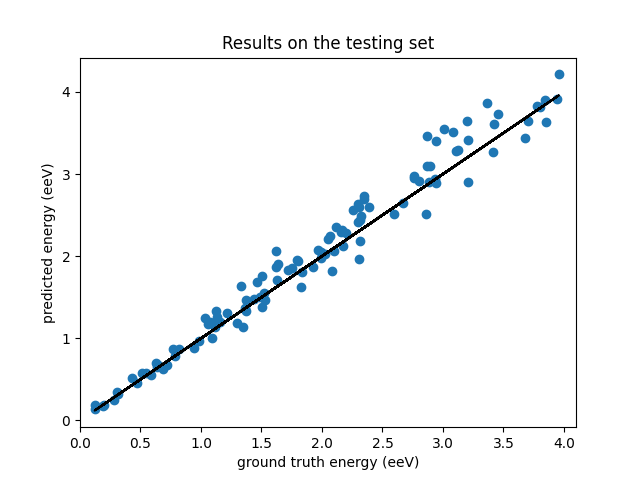 Results on the testing set
predicted energy (eeV)
4
3
2
1
0
0.0 0.5 1.0 1.5 2.0 2.5 3.0 3.5 4.0
ground truth energy (eeV)